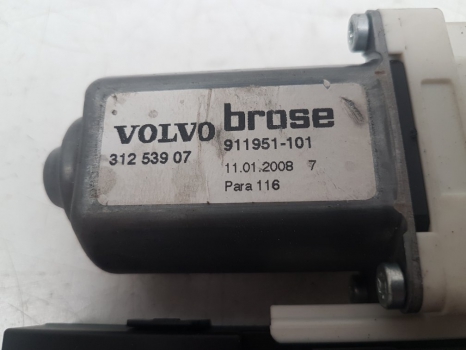 VOLVO brose
312 539 07 911951-101
11.01.2008 7
Para 116